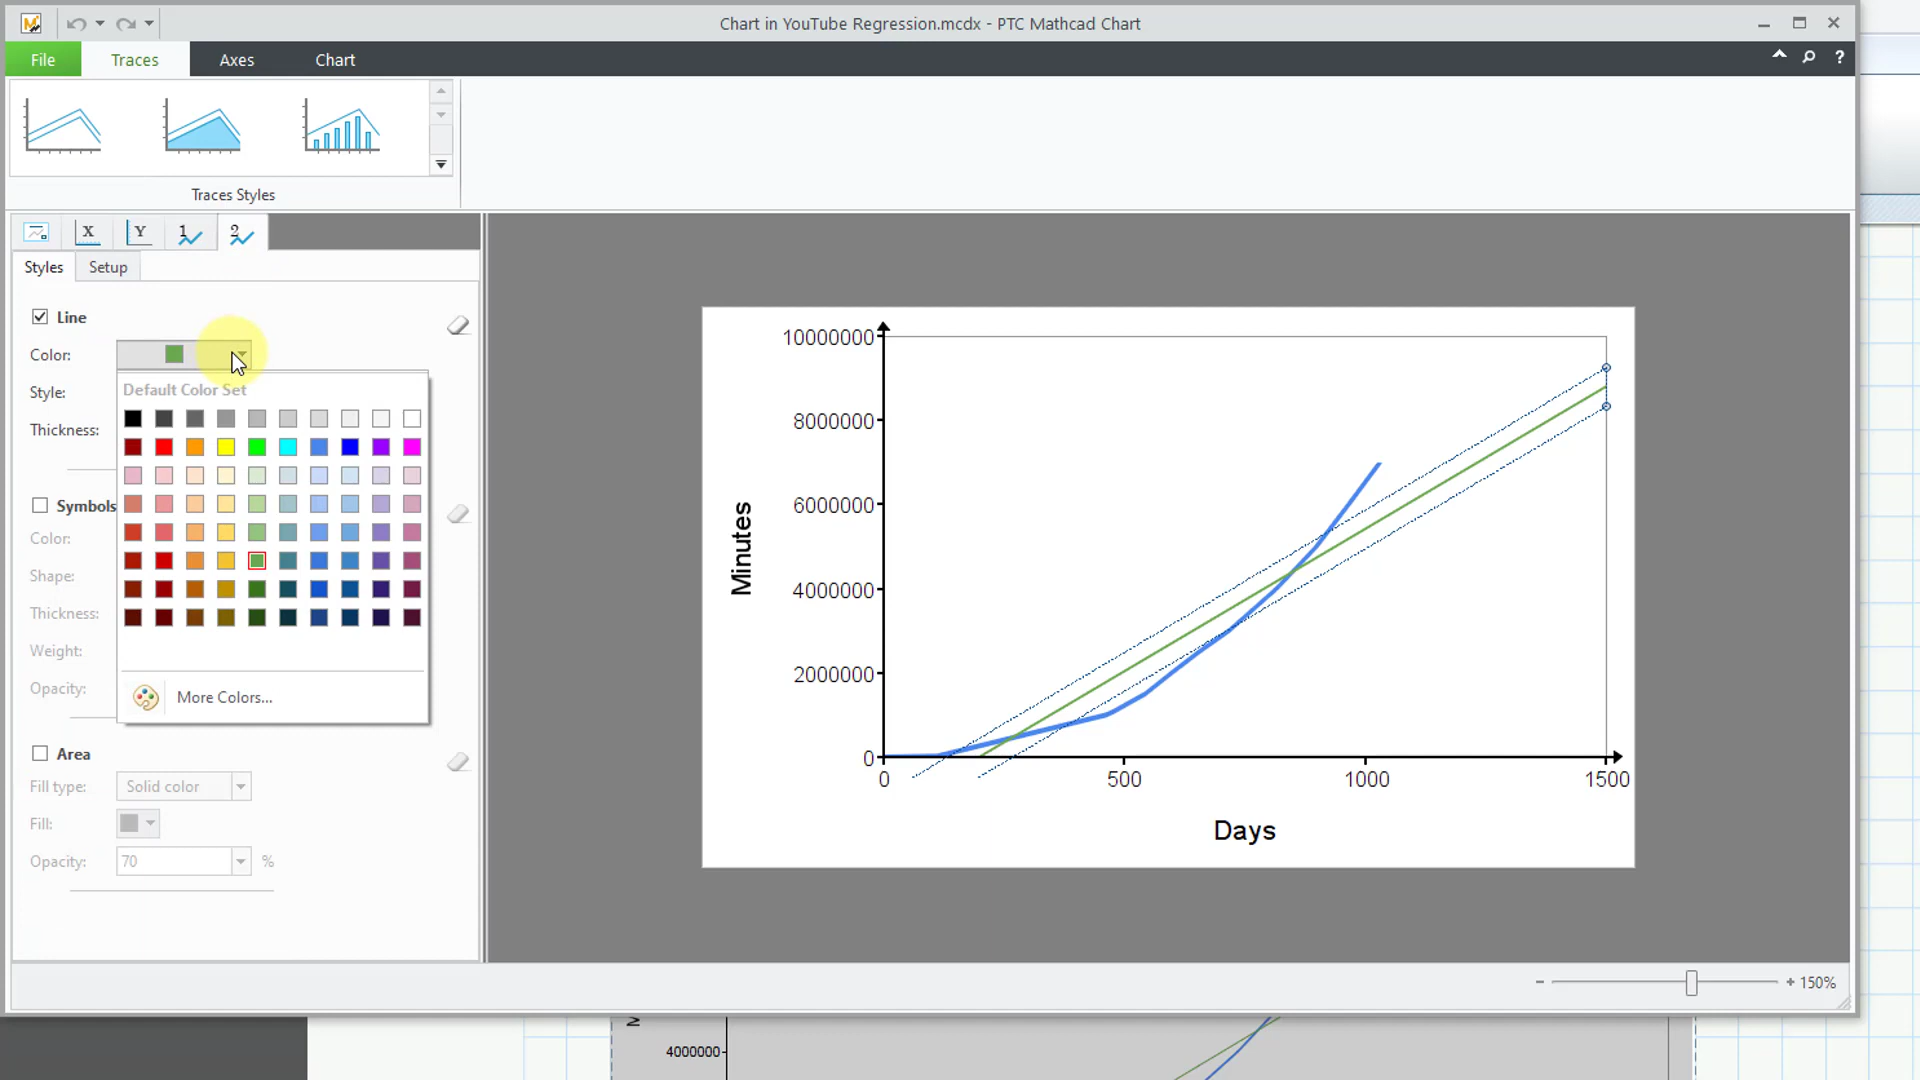 Chart in YouTube Regression.mcdx - PTC Mathcad Chart
File Traces Axes Chart
?
Traces Styles
X Y 1 2
Styles Setup
Line
Color:
Default Color Set
Style:
Thickness:
Symbols
Color:
Shape:
Thickness:
Weight:
Opacity:
More Colors...
Area
Fill type: Solid color
Fill:
Opacity: 70 %
10000000
8000000
6000000
4000000
2000000
0
0 500 1000 1500
Minutes
Days
- + 150%
4000000